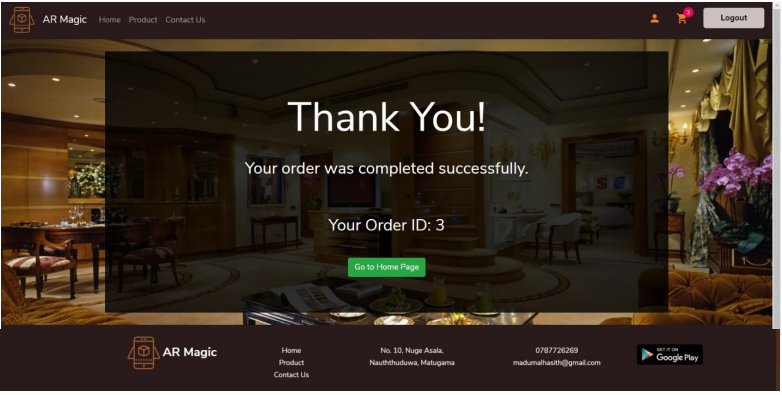 AR Magic Home Product Contact Us 3 Logout
Thank You!
Your order was completed successfully.
Your Order ID: 3
Go to Home Page
AR Magic
Home
Product
Contact Us
No. 10, Nuge Asala,
Nauththuduwa, Matugama
0787726269
madumalhasith@gmail.com
GET IT ON
Google Play